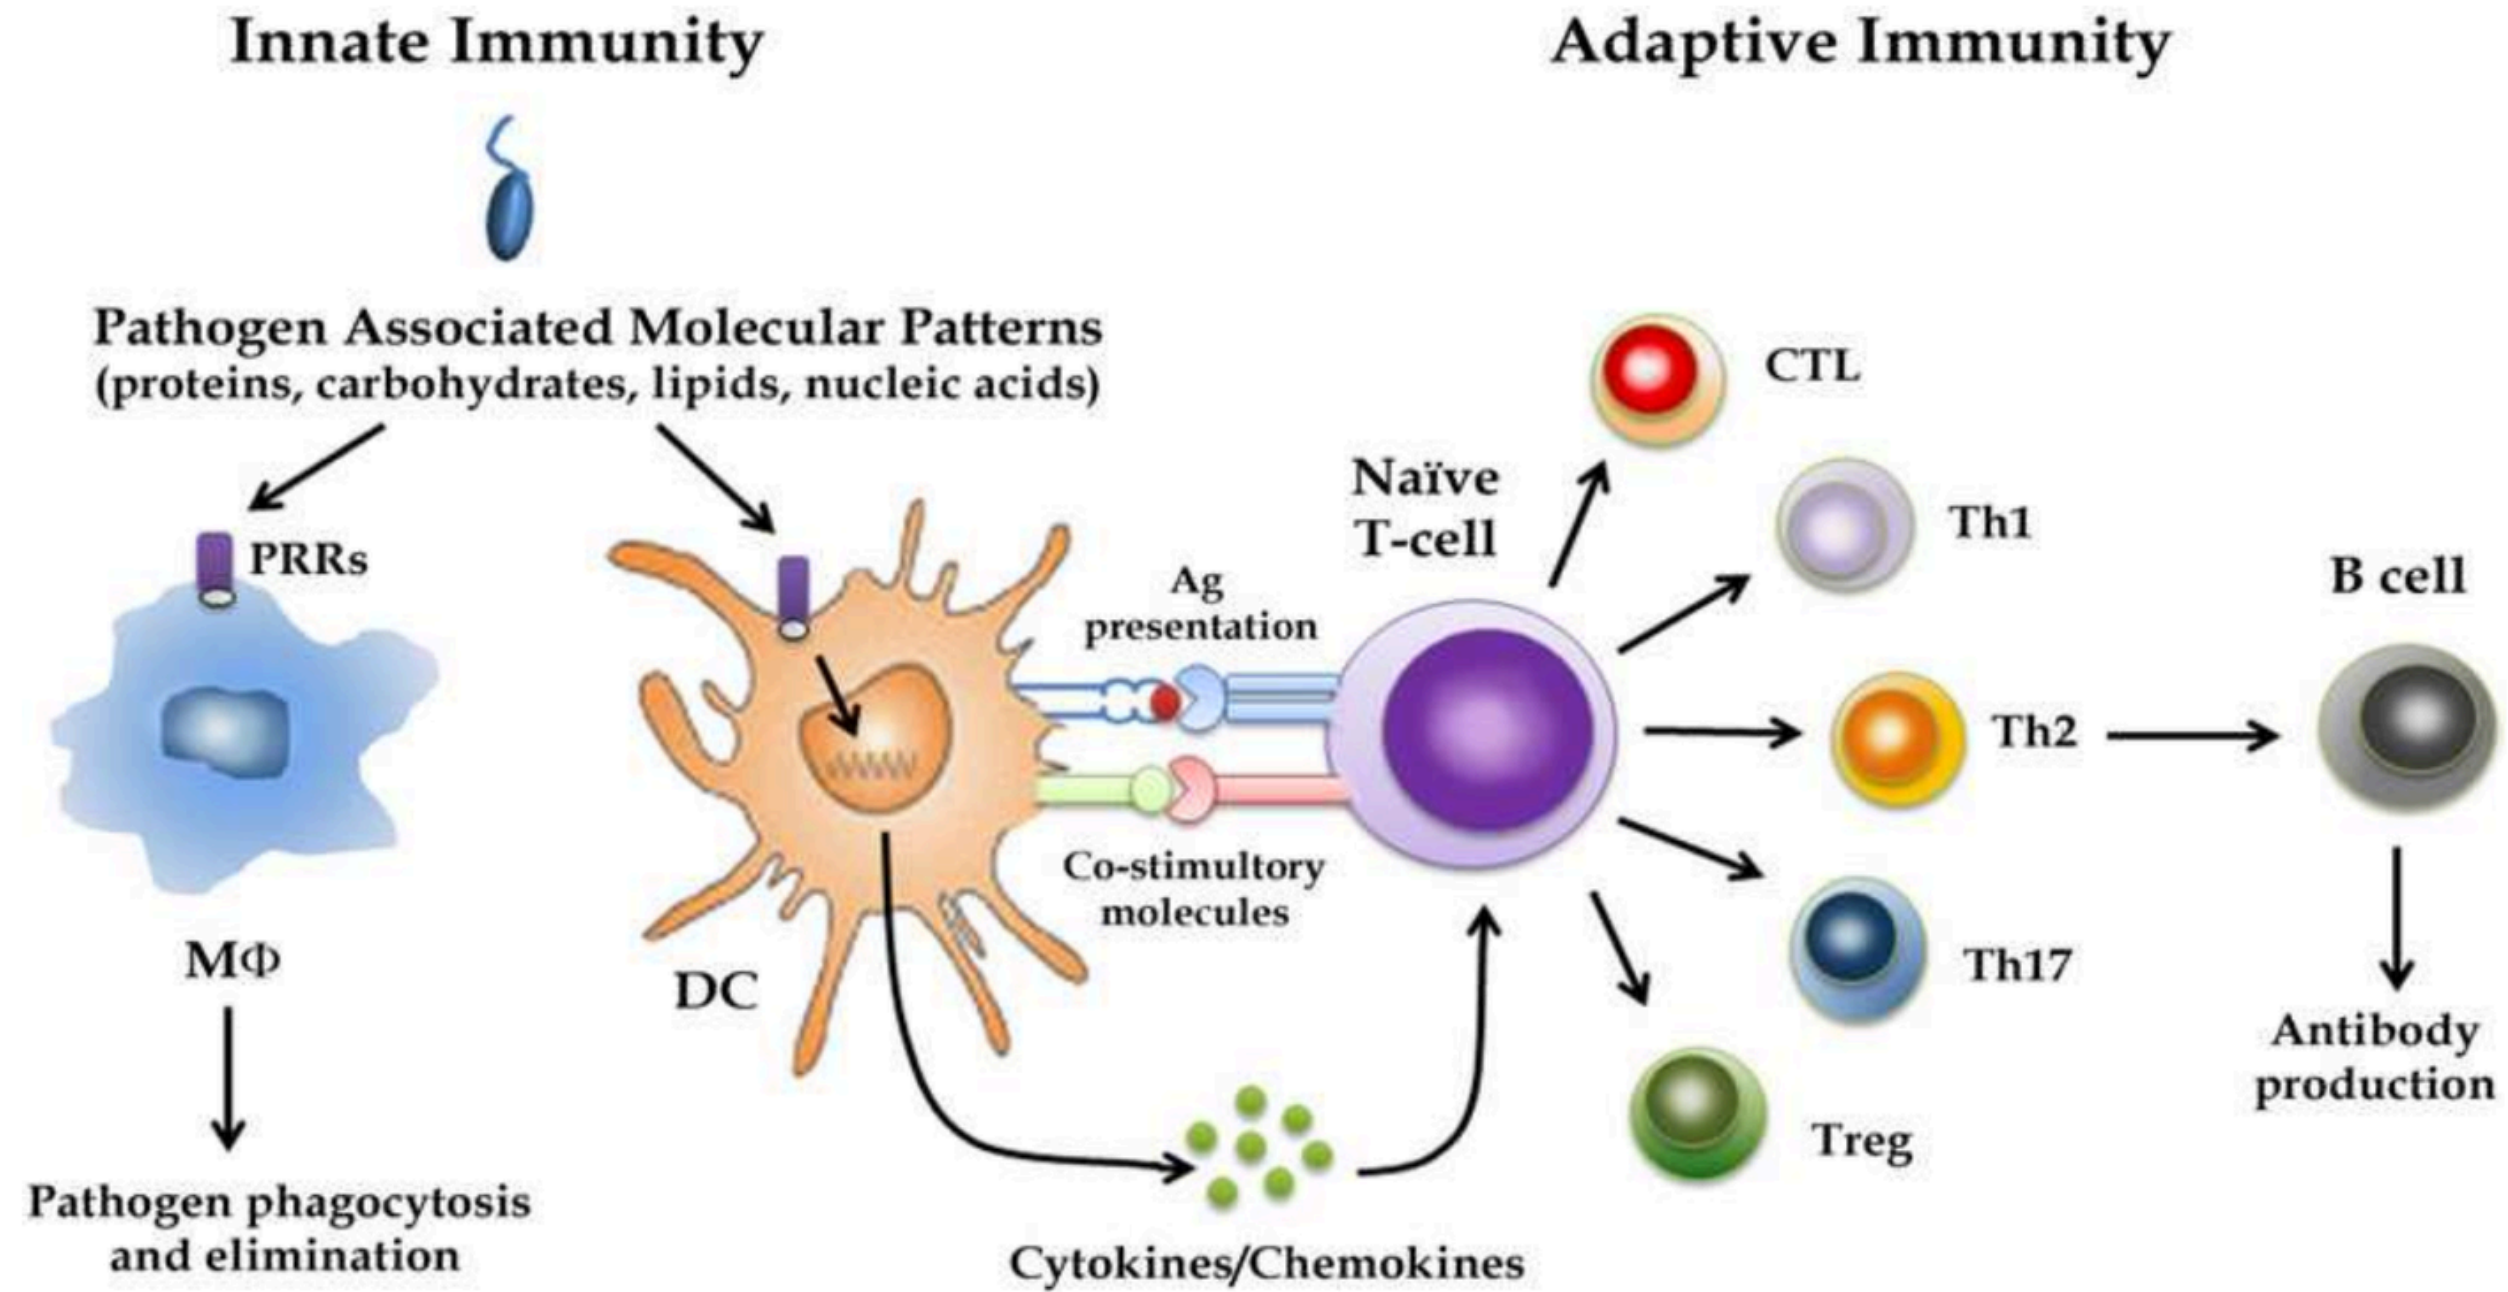 Innate Immunity
Adaptive Immunity
Pathogen Associated Molecular Patterns
(proteins, carbohydrates, lipids, nucleic acids)
PRRs
MΦ
Pathogen phagocytosis
and elimination
DC
Ag
presentation
Co-stimultory
molecules
Cytokines/Chemokines
Naïve
T-cell
CTL
Th1
Th2
Th17
Treg
B cell
Antibody
production